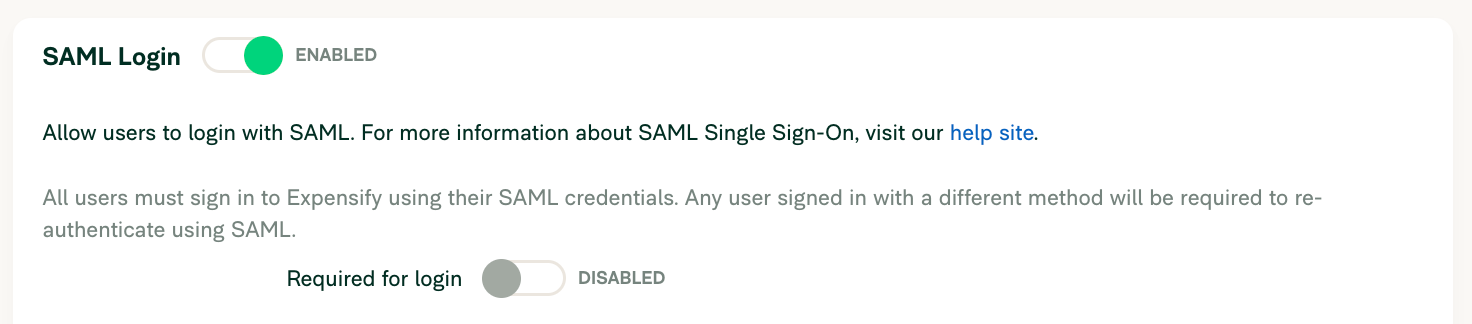 SAML Login ENABLED
Allow users to login with SAML. For more information about SAML Single Sign-On, visit our help site.
All users must sign in to Expensify using their SAML credentials. Any user signed in with a different method will be required to re-
authenticate using SAML.
Required for login DISABLED